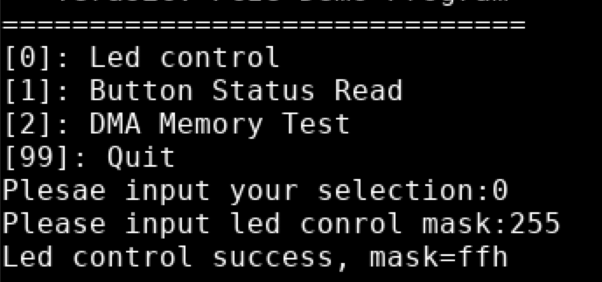 ==============================
[0]: Led control
[1]: Button Status Read
[2]: DMA Memory Test
[99]: Quit
Plesae input your selection:0
Please input led conrol mask:255
Led control success, mask=ffh